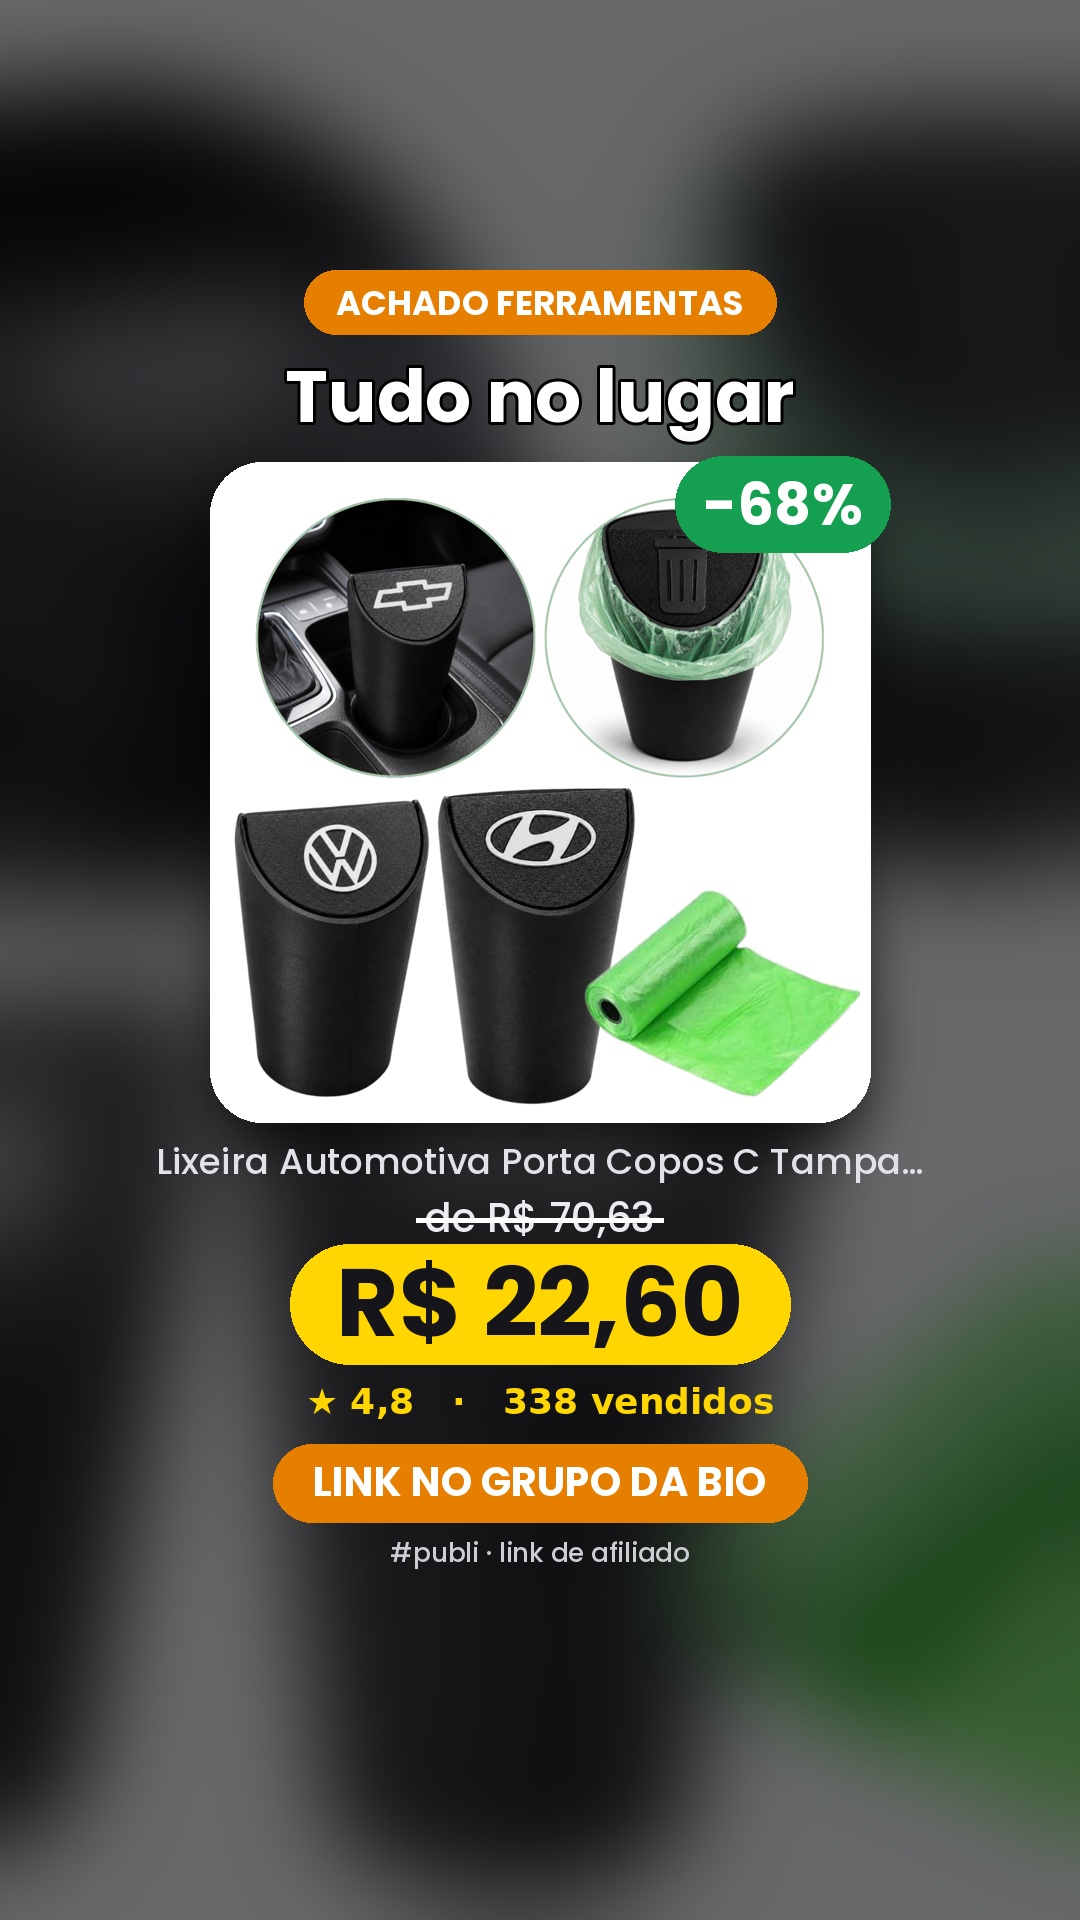 ACHADO FERRAMENTAS
Tudo no lugar
-68%
Lixeira Automotiva Porta Copos C Tampa...
de R$ 70,63
R$ 22,60
★ 4,8 · 338 vendidos
LINK NO GRUPO DA BIO
#publi · link de afiliado